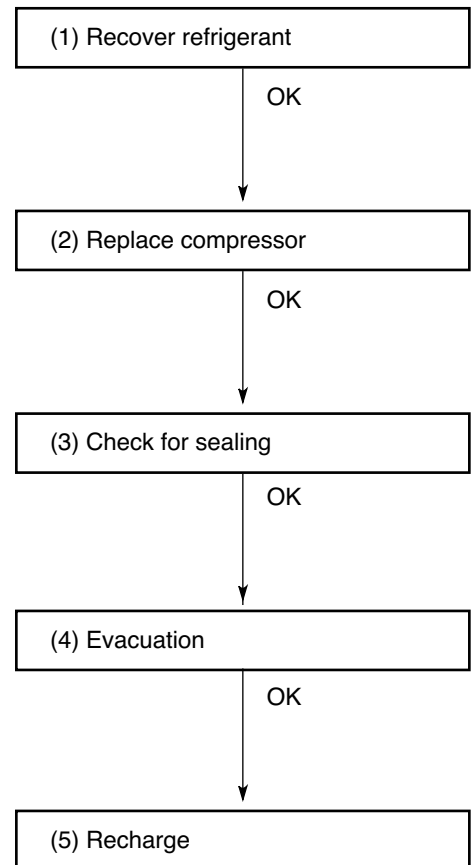 (1) Recover refrigerant
OK
(2) Replace compressor
OK
(3) Check for sealing
OK
(4) Evacuation
OK
(5) Recharge